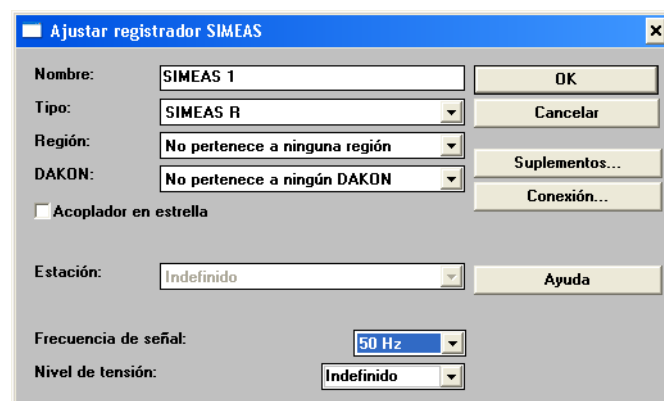 Ajustar registrador SIMEAS
Nombre: SIMEAS 1 OK
Tipo: SIMEAS R Cancelar
Región: No pertenece a ninguna región
Suplementos...
DAKON: No pertenece a ningún DAKON
Conexión...
Acoplador en estrella
Estación: Indefinido Ayuda
Frecuencia de señal: 50 Hz
Nivel de tensión: Indefinido